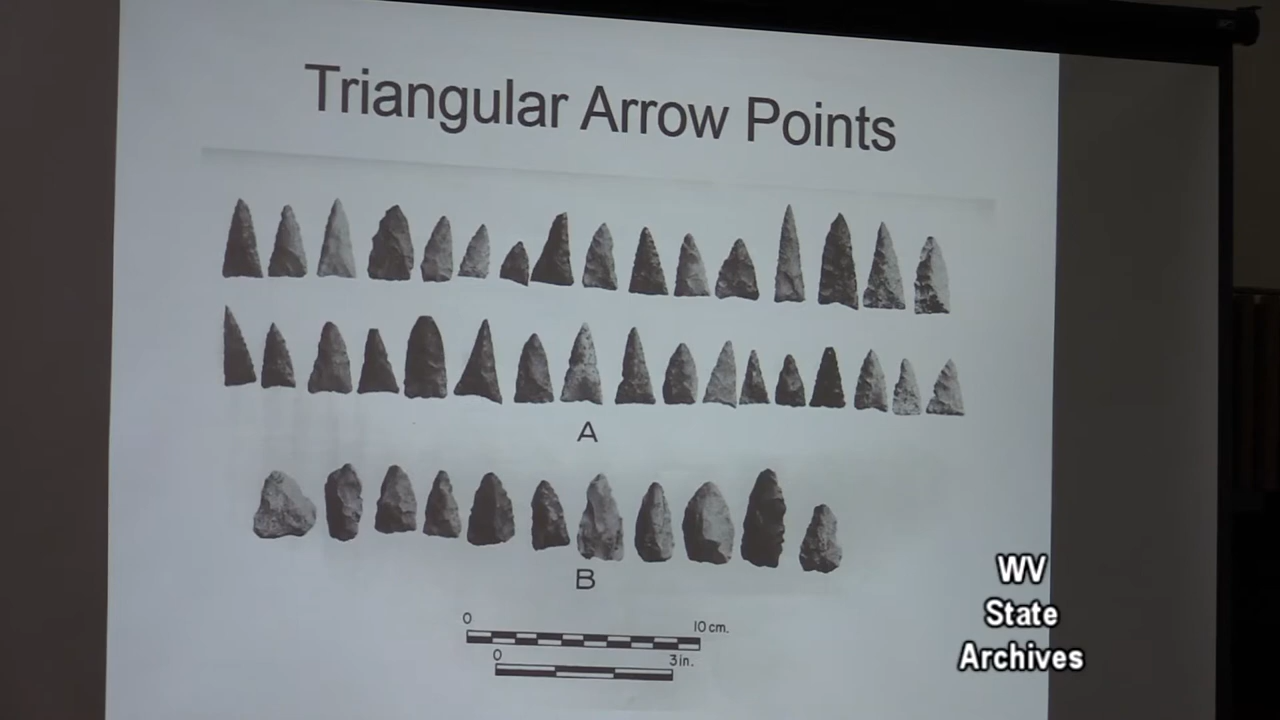 Triangular Arrow Points
A
B
0 10 cm.
0 3 in.
WV
State
Archives